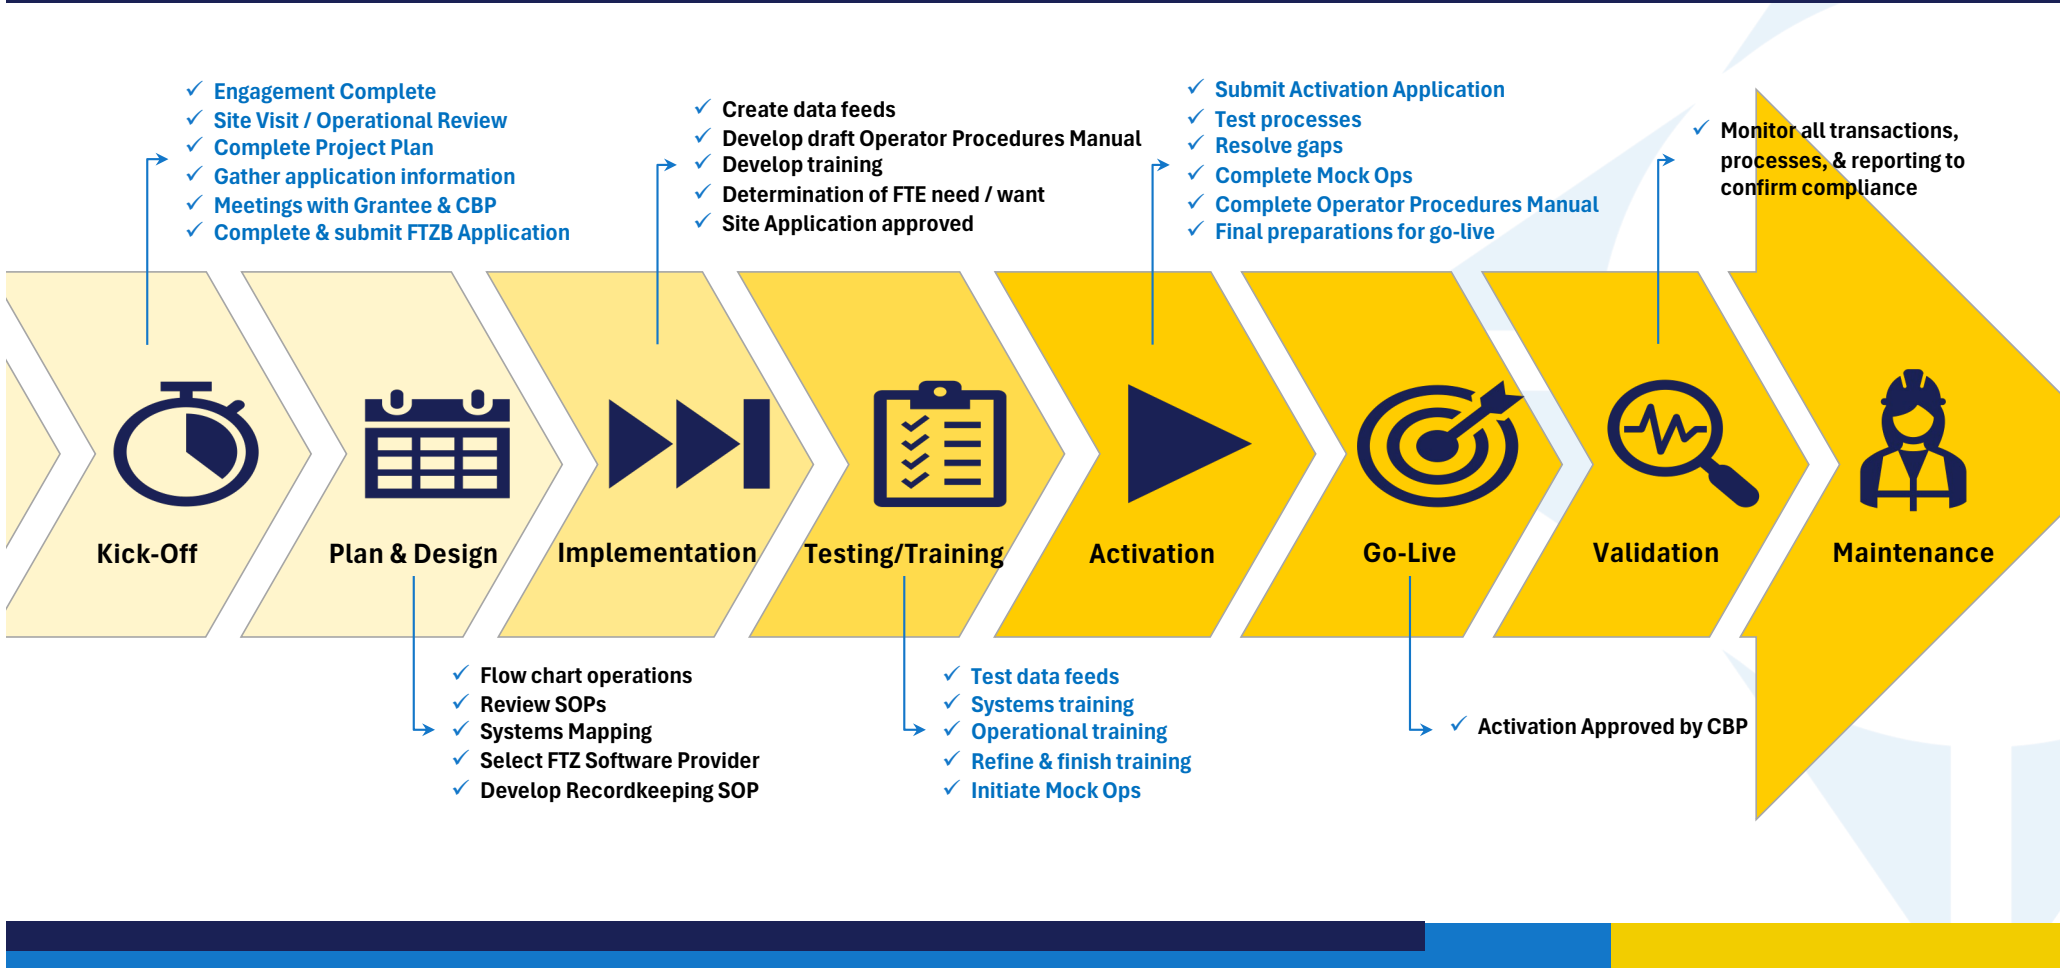 Engagement Complete
Site Visit / Operational Review
Complete Project Plan
Gather application information
Meetings with Grantee & CBP
Complete & submit FTZB Application
Create data feeds
Develop draft Operator Procedures Manual
Develop training
Determination of FTE need / want
Site Application approved
Submit Activation Application
Test processes
Resolve gaps
Complete Mock Ops
Complete Operator Procedures Manual
Final preparations for go-live
Monitor all transactions,
processes, & reporting to
confirm compliance
Kick-Off
Plan & Design
Implementation
Testing/Training
Activation
Go-Live
Validation
Maintenance
Flow chart operations
Review SOPs
Systems Mapping
Select FTZ Software Provider
Develop Recordkeeping SOP
Test data feeds
Systems training
Operational training
Refine & finish training
Initiate Mock Ops
Activation Approved by CBP